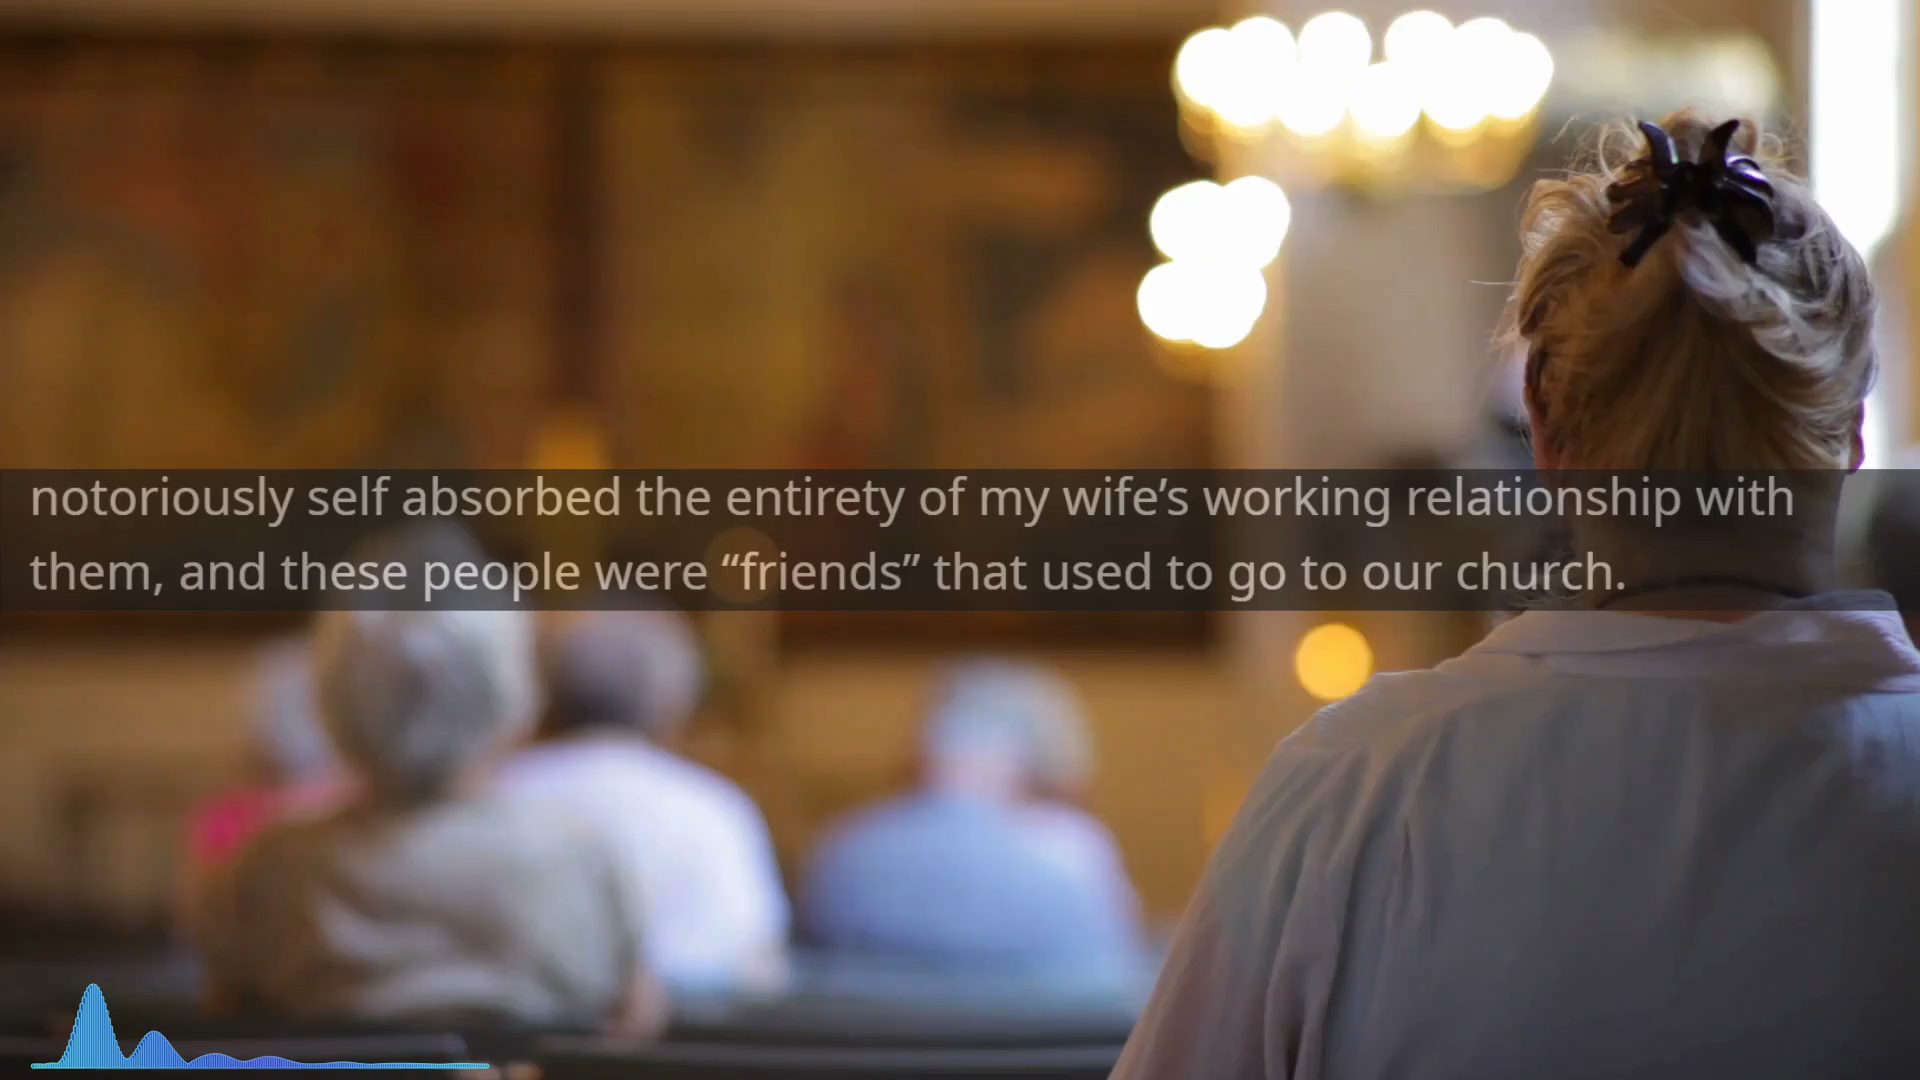 notoriously self absorbed the entirety of my wife’s working relationship with
them, and these people were “friends” that used to go to our church.